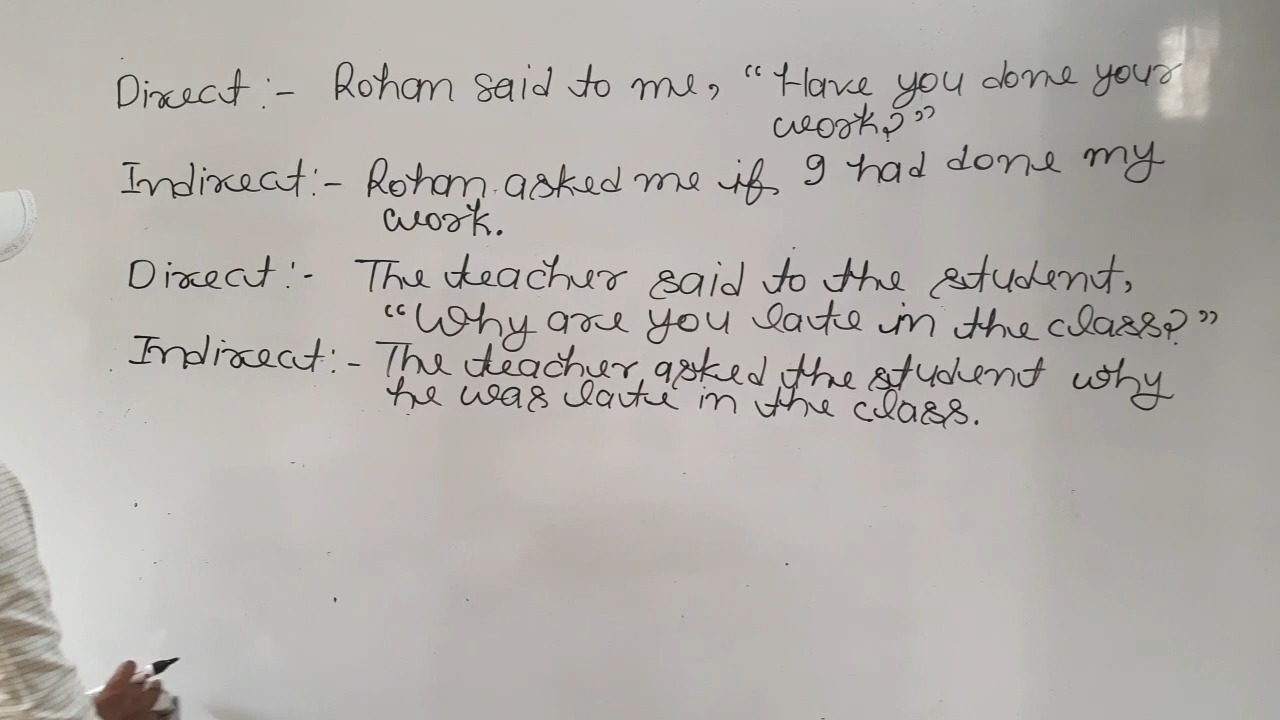 Direct :- Rohan said to me, "Have you done your
work?"
Indirect :- Rohan asked me if I had done my
work.
Direct :- The teacher said to the student,
"Why are you late in the class?"
Indirect :- The teacher asked the student why
he was late in the class.